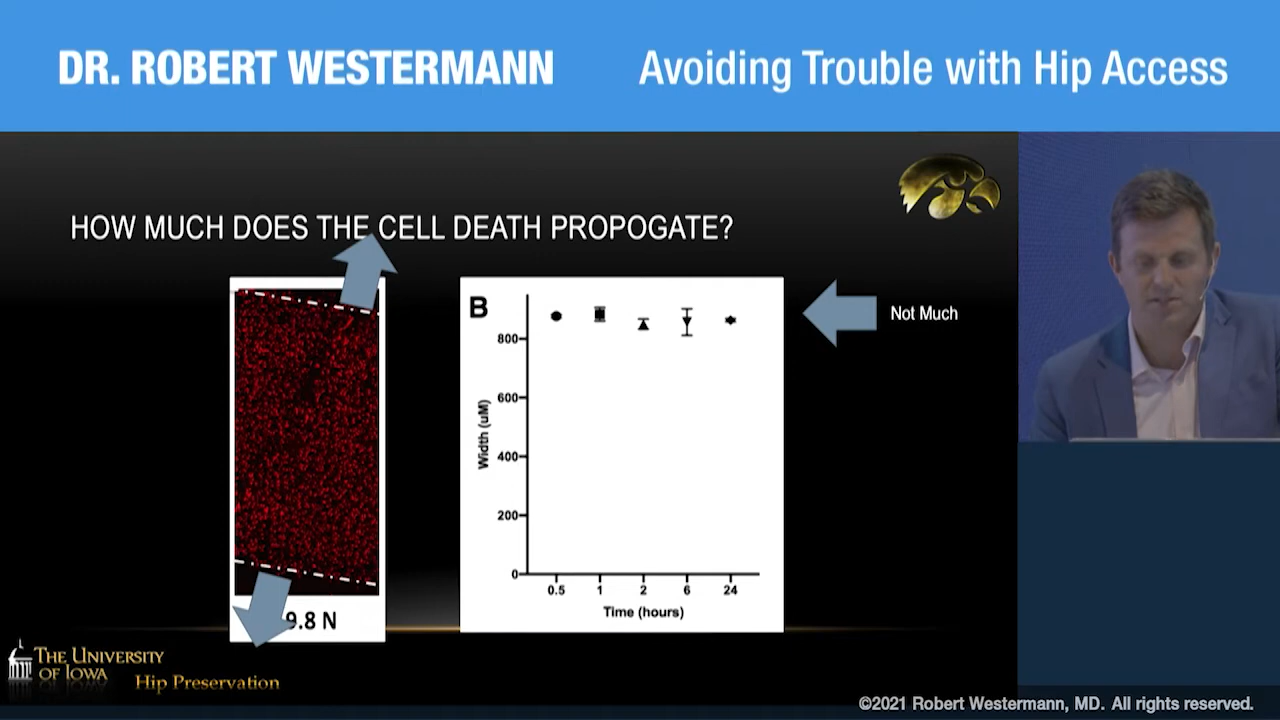 DR. ROBERT WESTERMANN
Avoiding Trouble with Hip Access
HOW MUCH DOES THE CELL DEATH PROPOGATE?
9.8 N
B
800
600
400
200
0
Width (uM)
0.5 1 2 6 24
Time (hours)
Not Much
THE UNIVERSITY
OF IOWA
Hip Preservation
©2021 Robert Westermann, MD. All rights reserved.